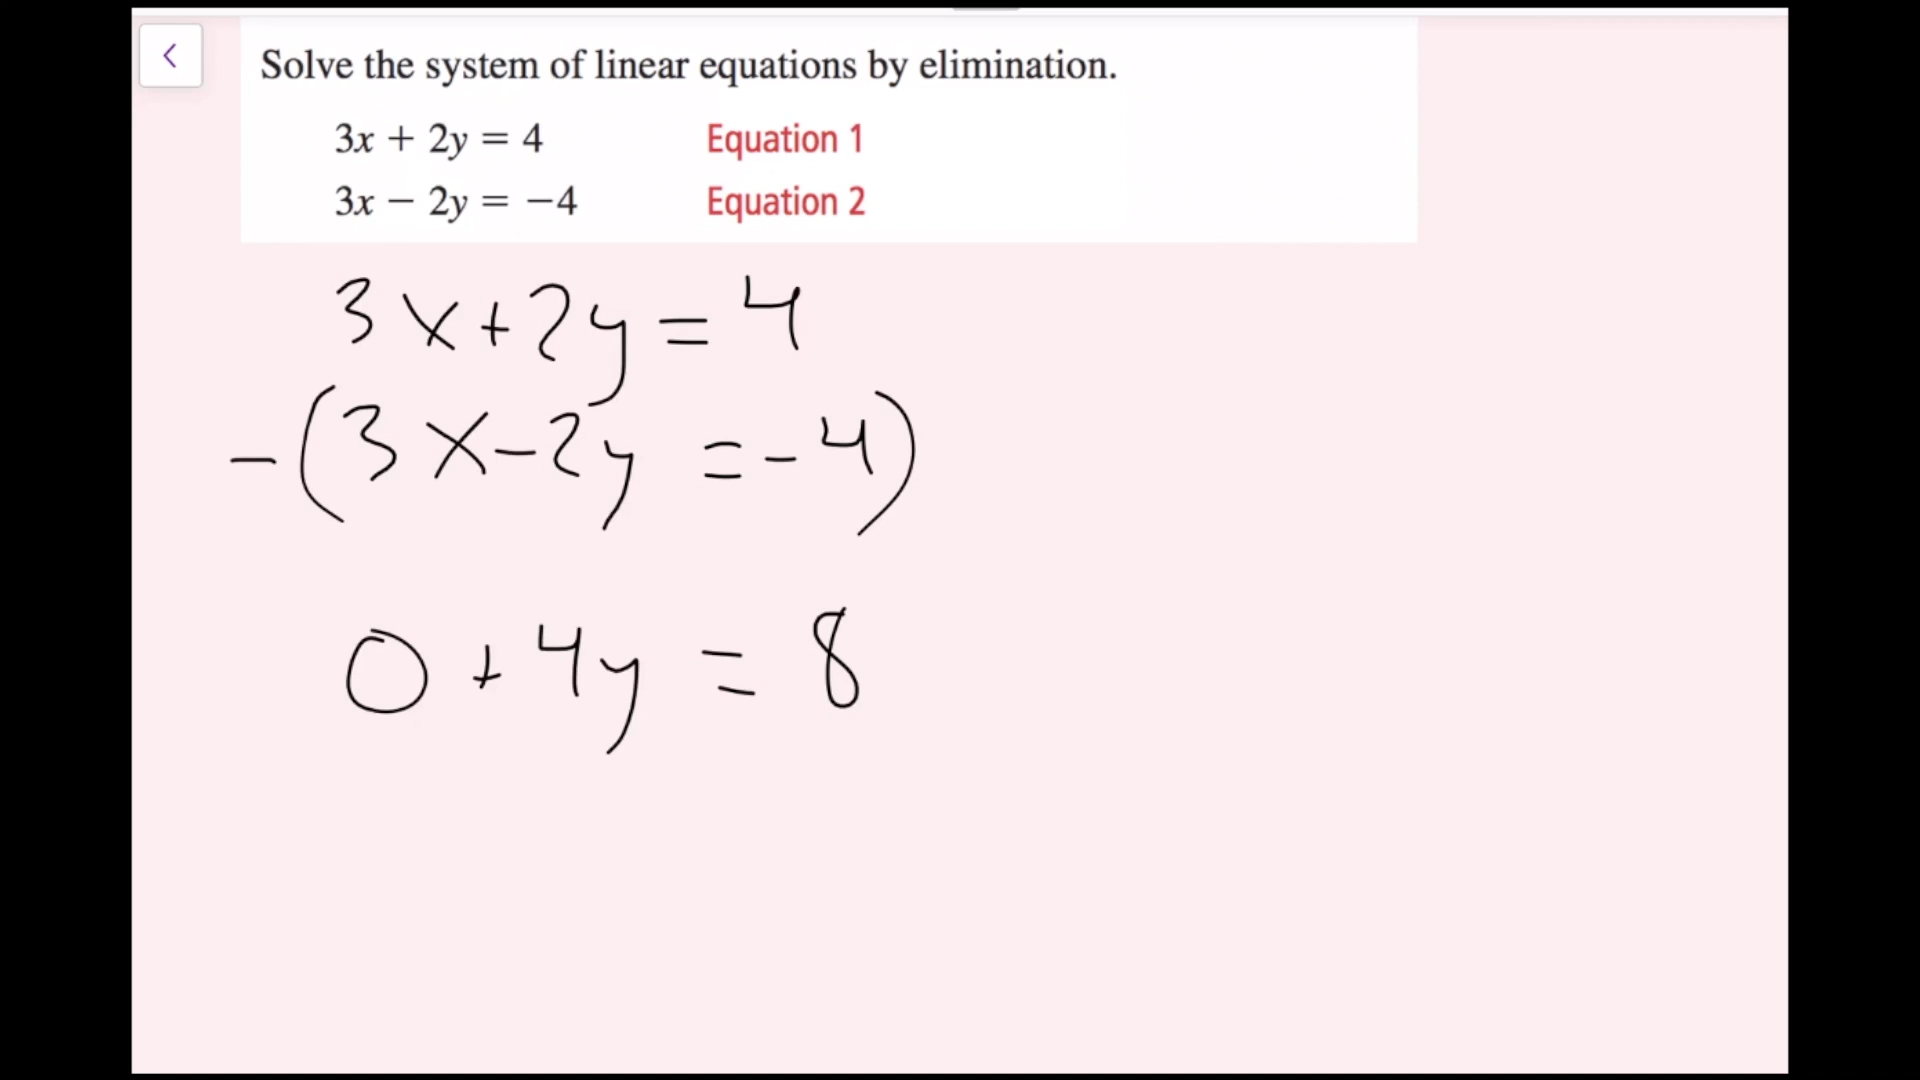 Solve the system of linear equations by elimination.
3x + 2y = 4 Equation 1
3x − 2y = −4 Equation 2
3x+2y=4
-(3x-2y=-4)
0+4y=8